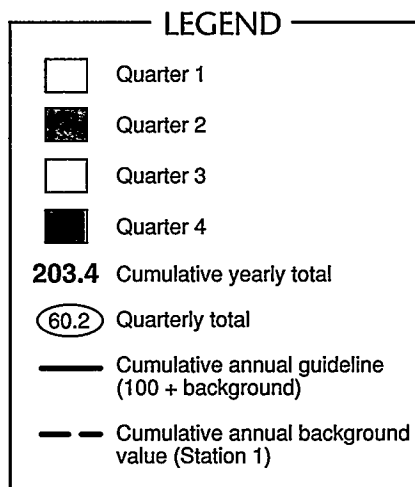 LEGEND
Quarter 1
Quarter 2
Quarter 3
Quarter 4
203.4 Cumulative yearly total
60.2 Quarterly total
Cumulative annual guideline
(100 + background)
Cumulative annual background
value (Station 1)